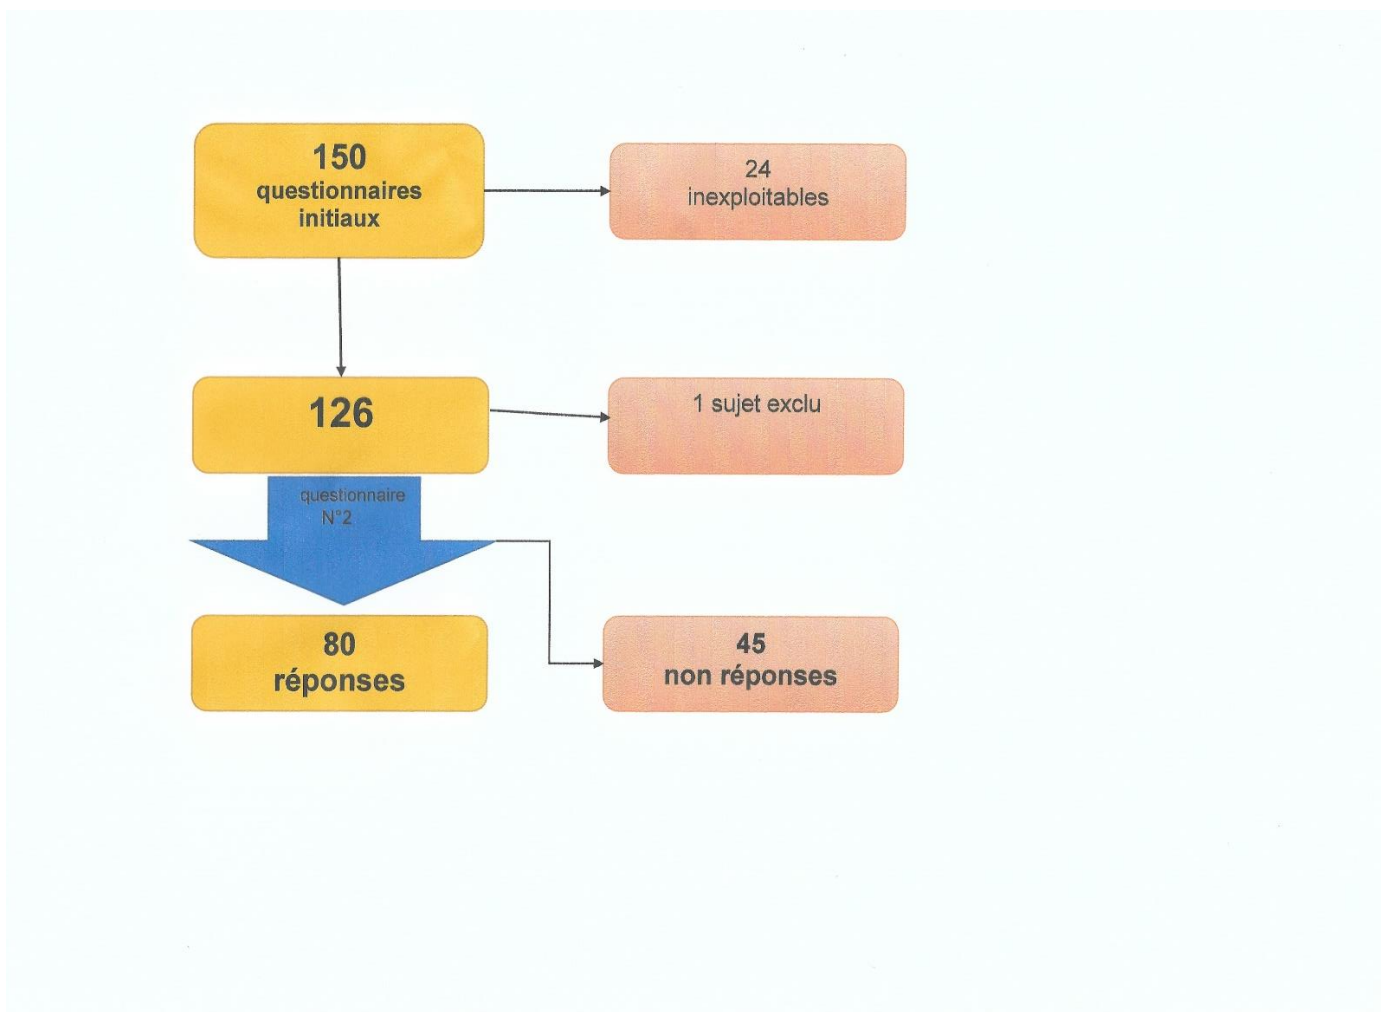 150
questionnaires
initiaux
24
inexploitables
126
1 sujet exclu
questionnaire
N°2
80
réponses
45
non réponses